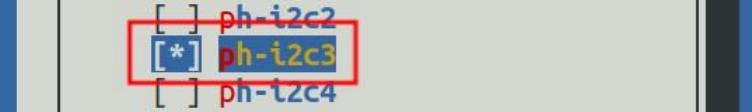 [ ] ph-i2c2
[*] ph-i2c3
[ ] ph-i2c4